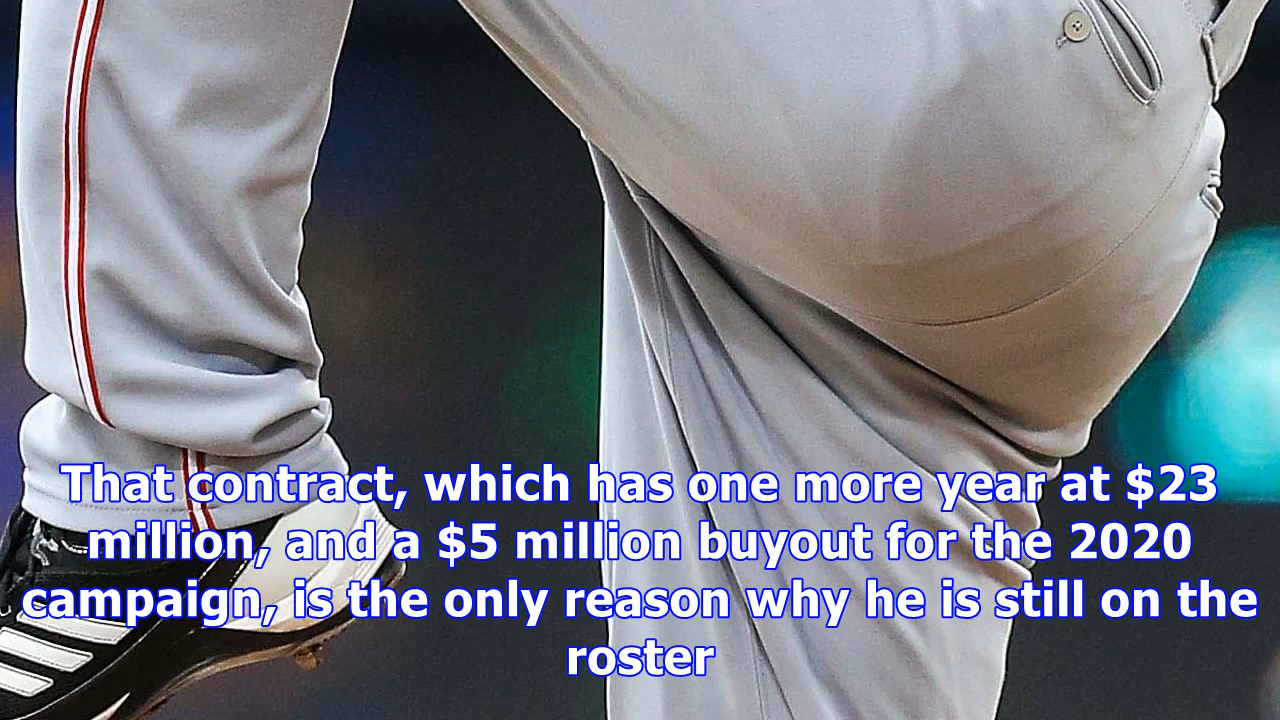 That contract, which has one more year at $23
million, and a $5 million buyout for the 2020
campaign, is the only reason why he is still on the
roster